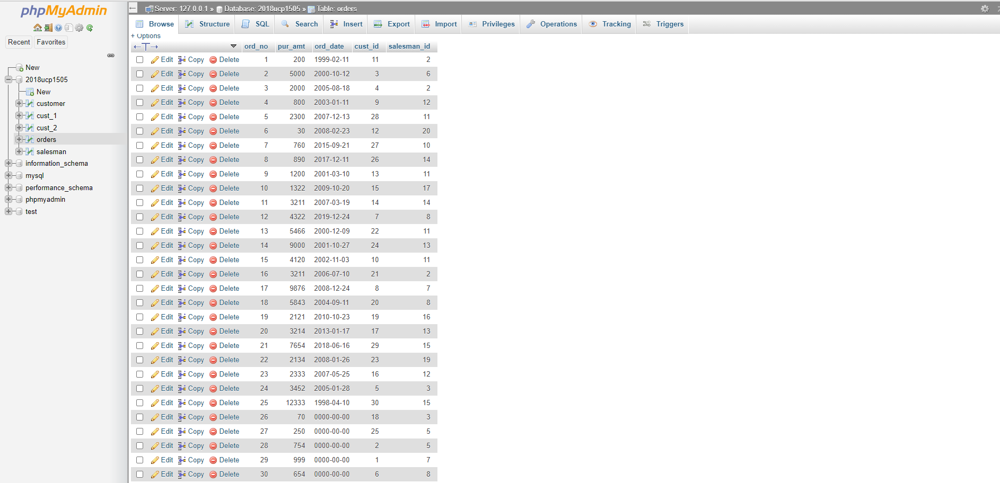 phpMyAdmin
Recent Favorites
New
2018ucp1505
New
customer
cust_1
cust_2
orders
salesman
information_schema
mysql
performance_schema
phpmyadmin
test
Server: 127.0.0.1 » Database: 2018ucp1505 » Table: orders
Browse Structure SQL Search Insert Export Import Privileges Operations Tracking Triggers
+ Options
ord_no pur_amt ord_date cust_id salesman_id
Edit Copy Delete 1 200 1999-02-11 11 2
Edit Copy Delete 2 5000 2000-10-12 3 6
Edit Copy Delete 3 2000 2005-08-18 4 2
Edit Copy Delete 4 800 2003-01-11 9 12
Edit Copy Delete 5 2300 2007-12-13 28 11
Edit Copy Delete 6 30 2008-02-23 12 20
Edit Copy Delete 7 760 2015-09-21 27 10
Edit Copy Delete 8 890 2017-12-11 26 14
Edit Copy Delete 9 1200 2001-03-10 13 11
Edit Copy Delete 10 1322 2009-10-20 15 17
Edit Copy Delete 11 3211 2007-03-19 14 14
Edit Copy Delete 12 4322 2019-12-24 7 8
Edit Copy Delete 13 5466 2000-12-09 22 11
Edit Copy Delete 14 9000 2001-10-27 24 13
Edit Copy Delete 15 4120 2002-11-03 10 11
Edit Copy Delete 16 3211 2006-07-10 21 2
Edit Copy Delete 17 9876 2008-12-24 8 7
Edit Copy Delete 18 5843 2004-09-11 20 8
Edit Copy Delete 19 2121 2010-10-23 19 16
Edit Copy Delete 20 3214 2013-01-17 17 13
Edit Copy Delete 21 7654 2018-06-16 29 15
Edit Copy Delete 22 2134 2008-01-26 23 19
Edit Copy Delete 23 2333 2007-05-25 16 12
Edit Copy Delete 24 3452 2005-01-28 5 3
Edit Copy Delete 25 12333 1998-04-10 30 15
Edit Copy Delete 26 70 0000-00-00 18 3
Edit Copy Delete 27 250 0000-00-00 25 5
Edit Copy Delete 28 754 0000-00-00 2 5
Edit Copy Delete 29 999 0000-00-00 1 7
Edit Copy Delete 30 654 0000-00-00 6 8